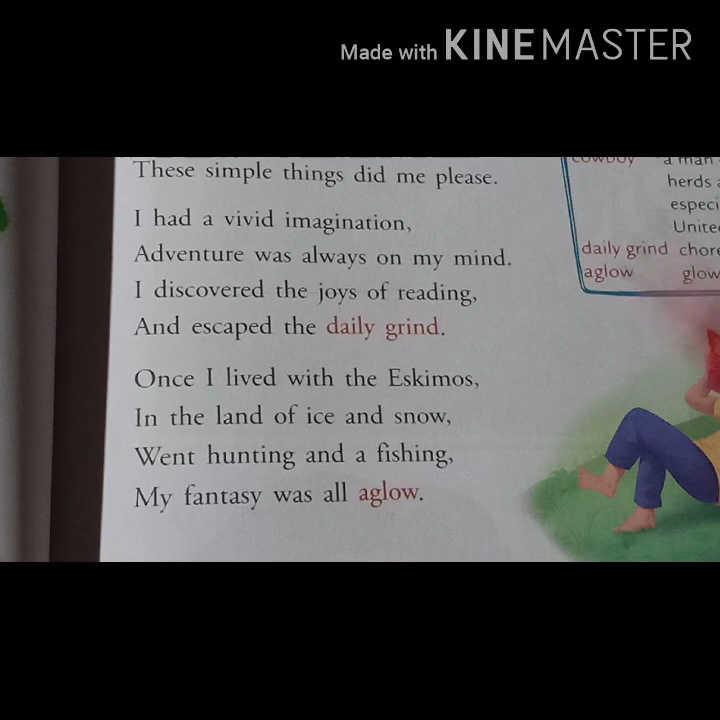 Made with KINEMASTER
These simple things did me please.
I had a vivid imagination,
Adventure was always on my mind.
I discovered the joys of reading,
And escaped the daily grind.
Once I lived with the Eskimos,
In the land of ice and snow,
Went hunting and a fishing,
My fantasy was all aglow.
cowboy a man
herds
especi
Unite
daily grind chore
aglow glow